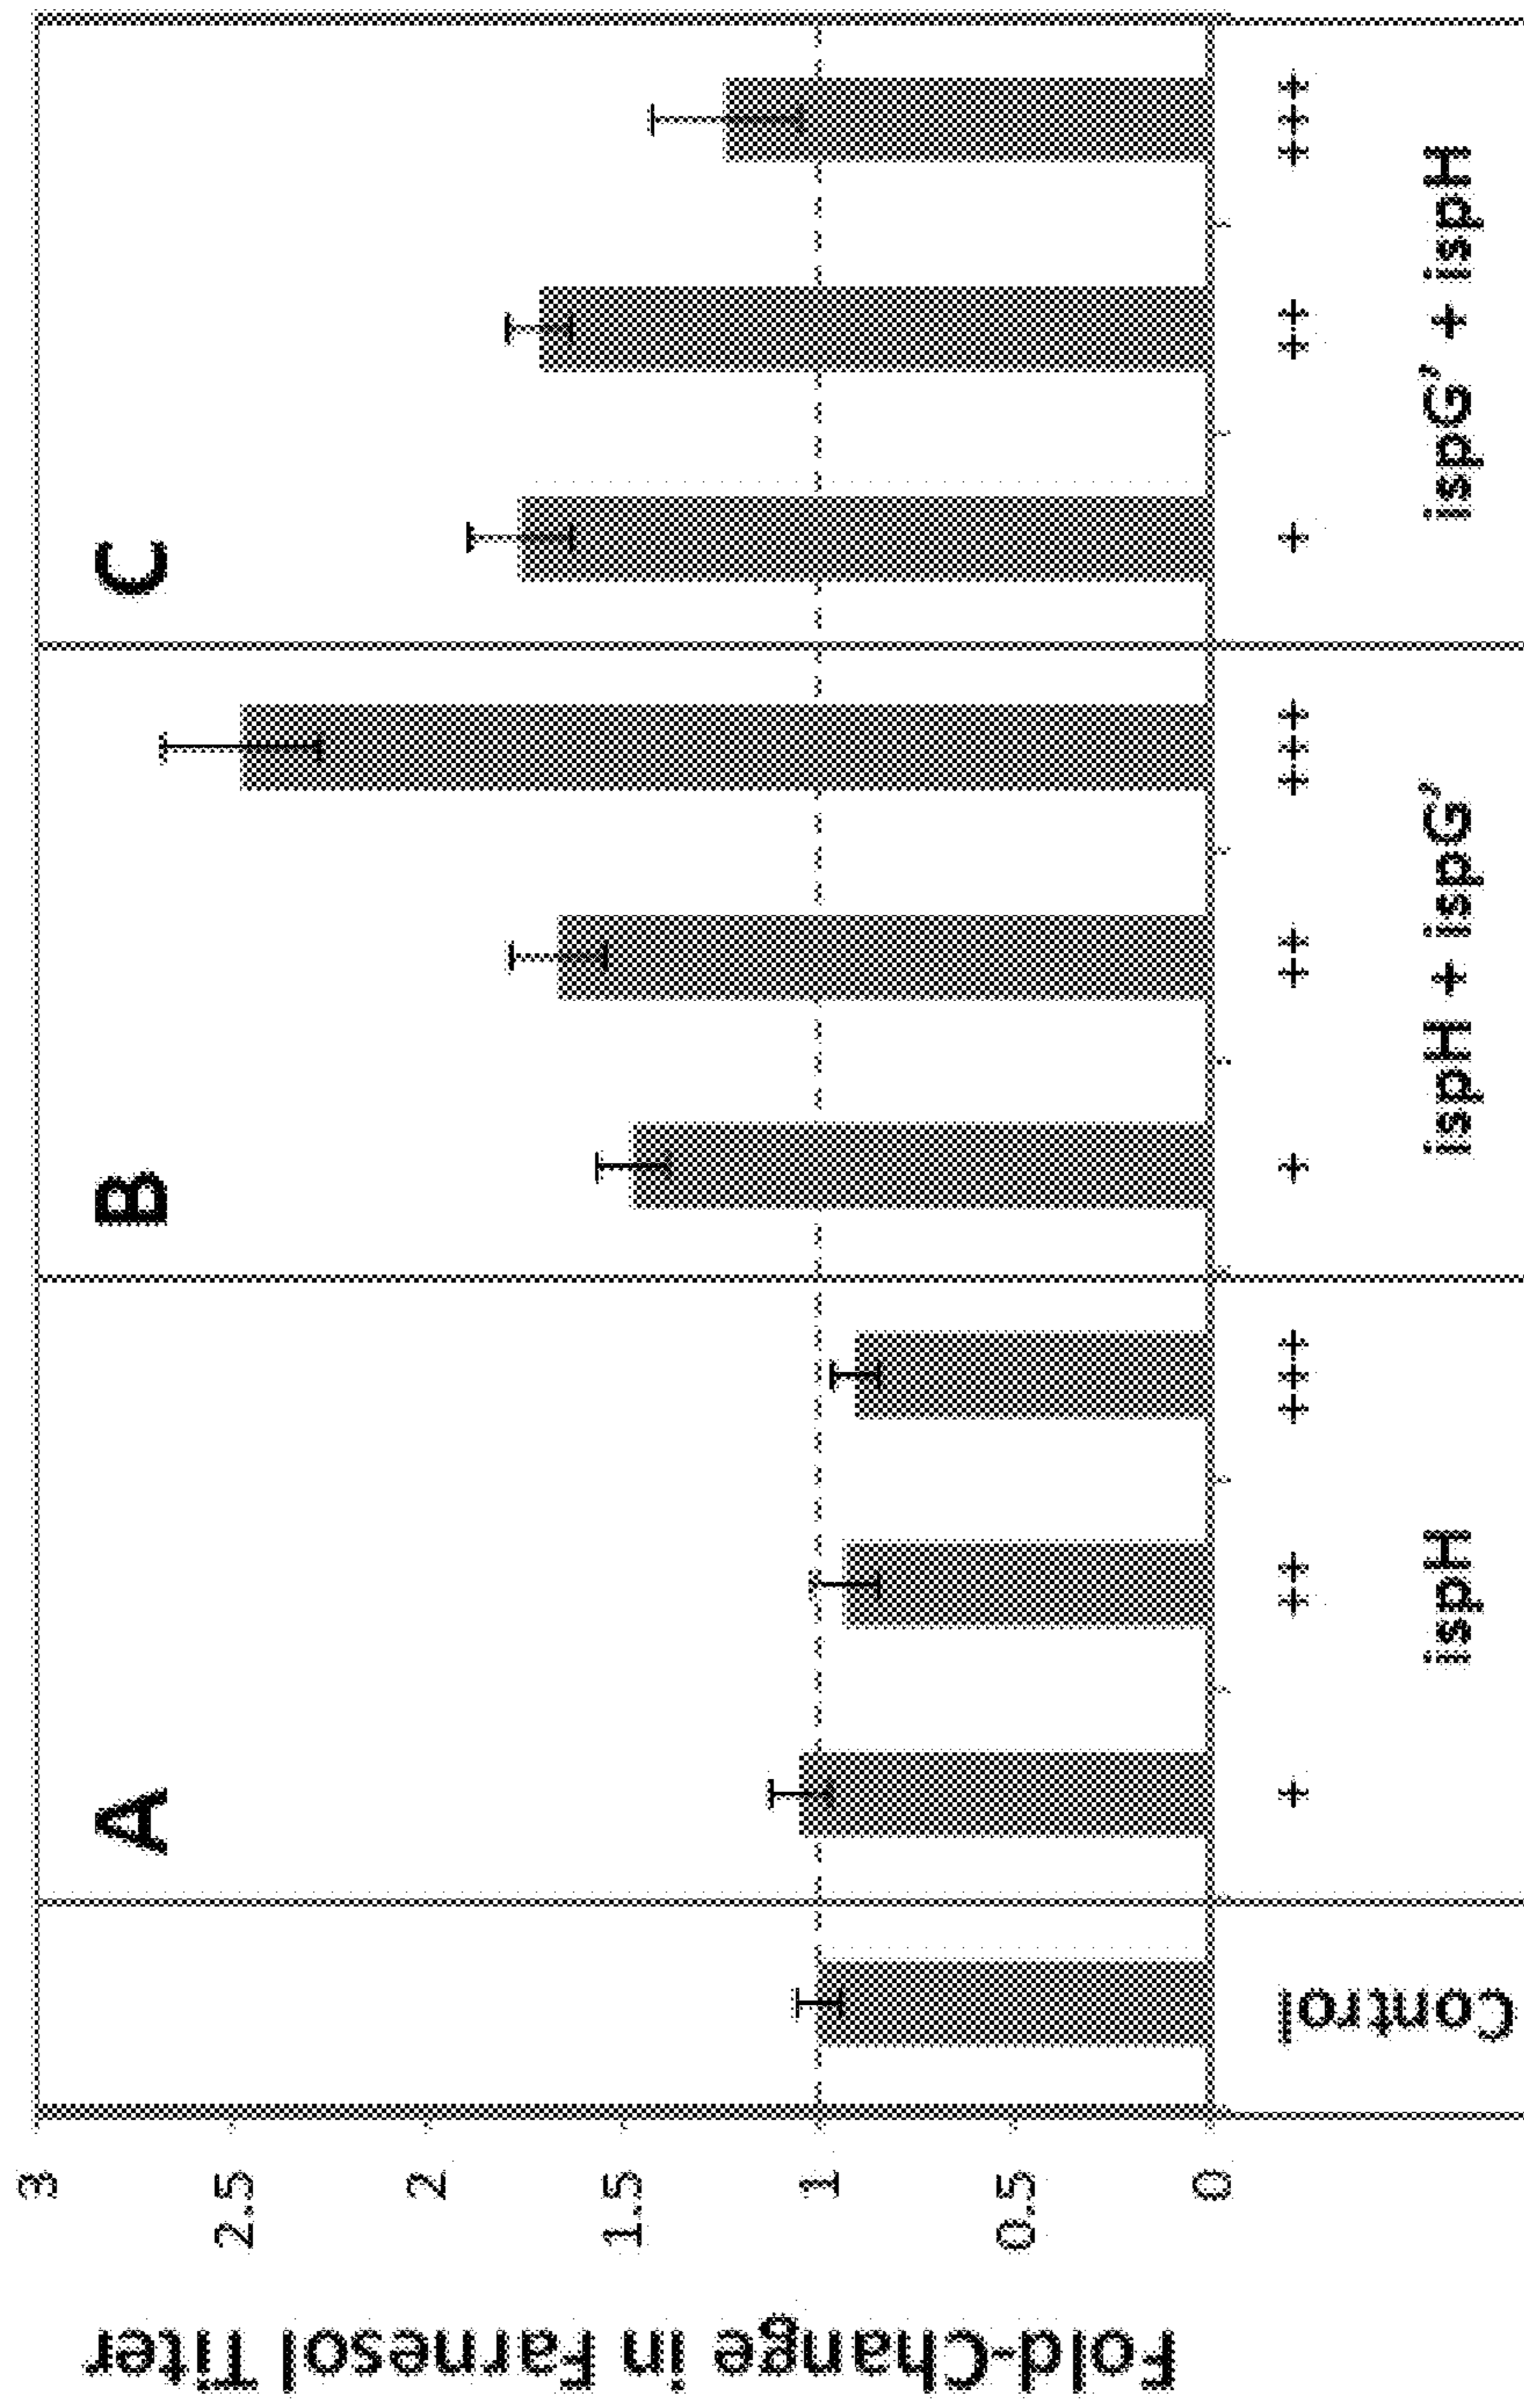 Fold-Change in Farnesol Titer
3
2.5
2
1.5
1
0.5
0
A
B
C
Control
+
++
+++
+
++
+++
+
++
+++
ispH
ispH + ispG’
ispG’ + ispH